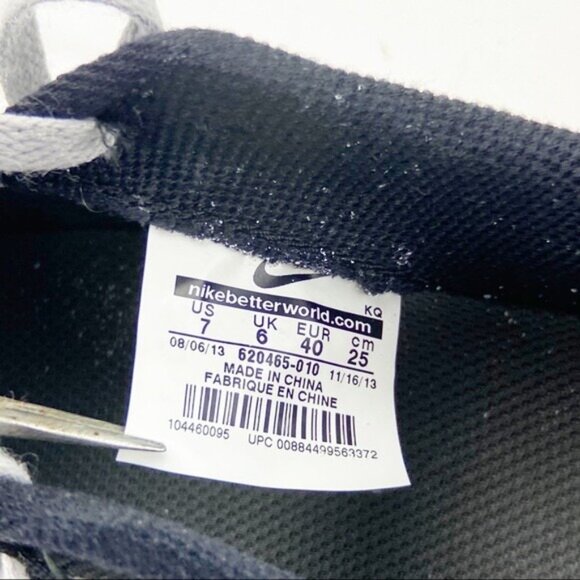 nikebetterworld.com
KQ
US UK EUR cm
7 6 40 25
08/06/13 620465-010 11/16/13
MADE IN CHINA
FABRIQUE EN CHINE
104460095 UPC 00884499563372